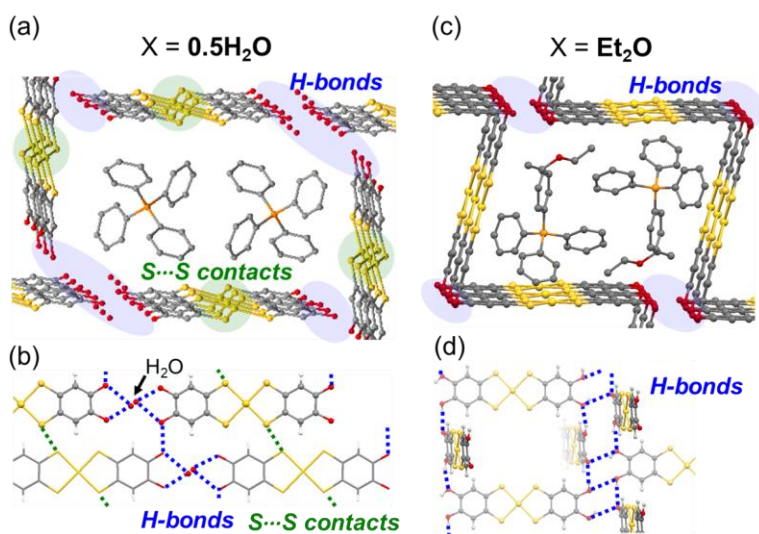 (a)
X = 0.5H₂O
H-bonds
S···S contacts
(c)
X = Et₂O
H-bonds
(b)
H₂O
H-bonds
S···S contacts
(d)
H-bonds